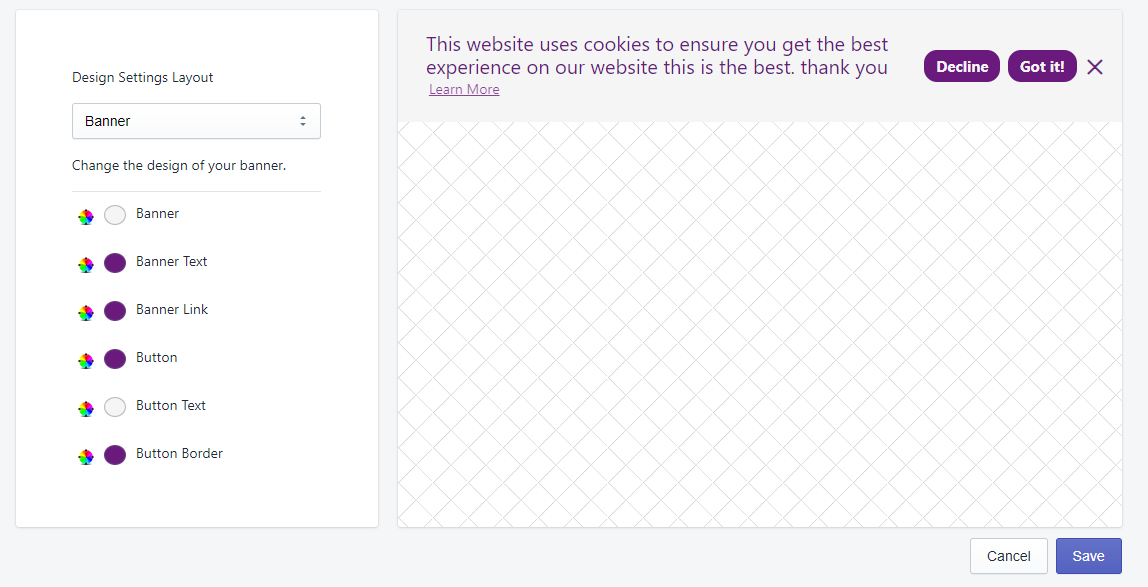 Design Settings Layout
Banner
Change the design of your banner.
Banner
Banner Text
Banner Link
Button
Button Text
Button Border
This website uses cookies to ensure you get the best
experience on our website this is the best. thank you
Learn More
Decline
Got it!
Cancel
Save